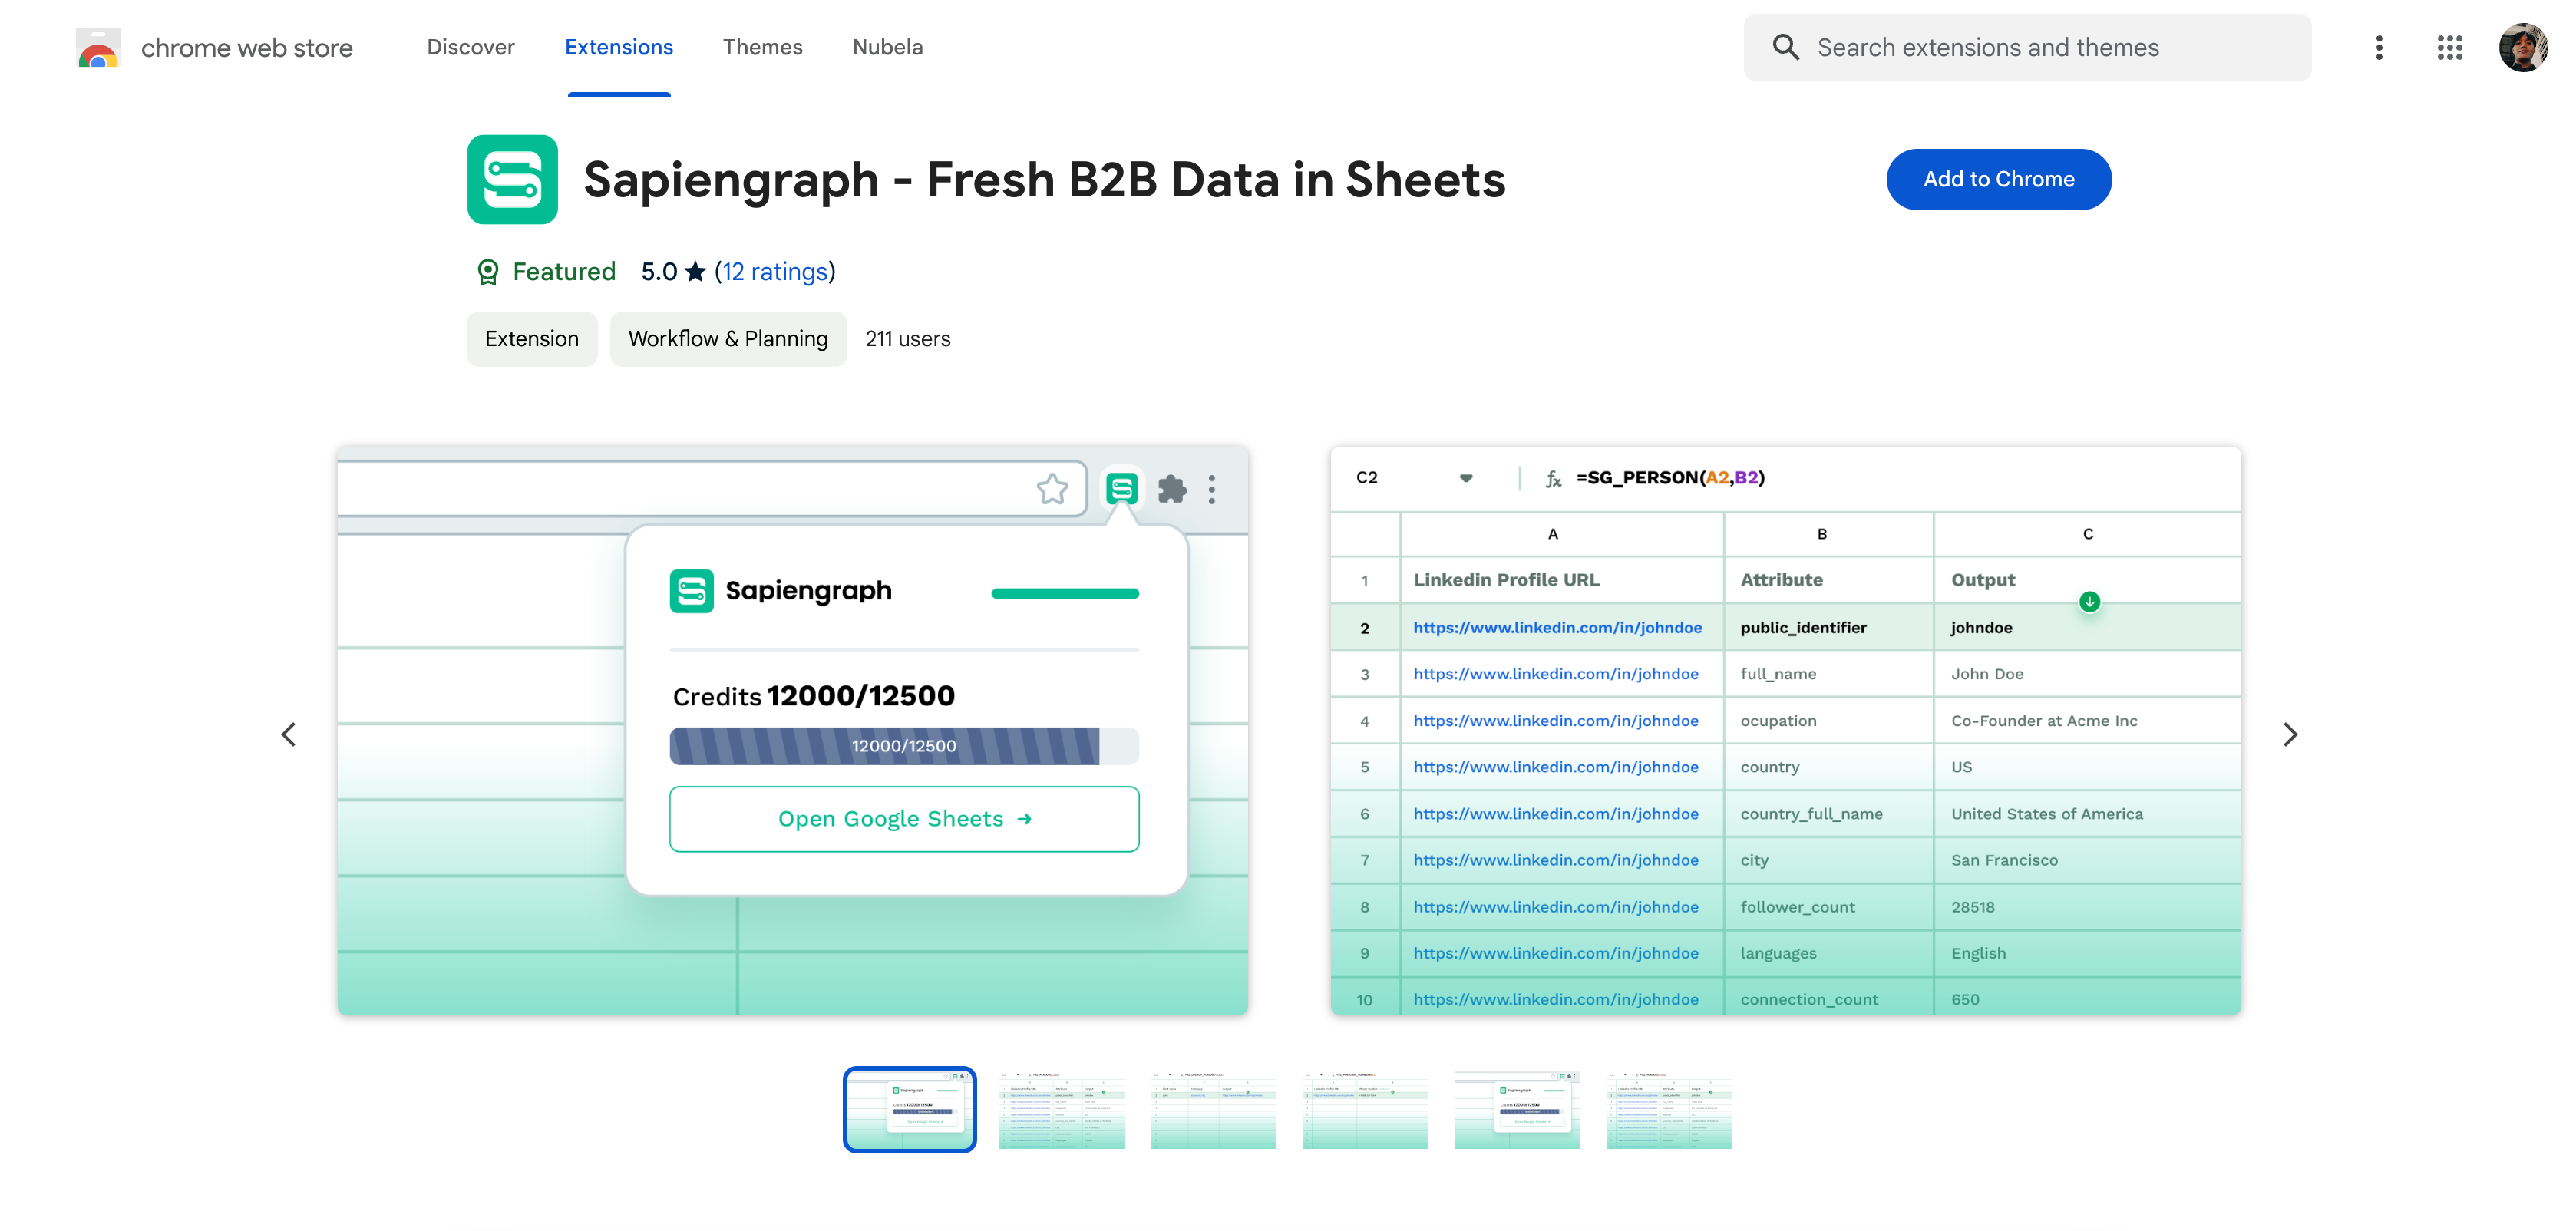 chrome web store Discover Extensions Themes Nubela Search extensions and themes
Sapiengraph - Fresh B2B Data in Sheets
Add to Chrome
Featured 5.0 ★ (12 ratings)
Extension Workflow & Planning 211 users
Sapiengraph
Credits 12000/12500
12000/12500
Open Google Sheets →
C2 fx =SG_PERSON(A2,B2)
A B C
1 Linkedin Profile URL Attribute Output
2 https://www.linkedin.com/in/johndoe public_identifier johndoe
3 https://www.linkedin.com/in/johndoe full_name John Doe
4 https://www.linkedin.com/in/johndoe ocupation Co-Founder at Acme Inc
5 https://www.linkedin.com/in/johndoe country US
6 https://www.linkedin.com/in/johndoe country_full_name United States of America
7 https://www.linkedin.com/in/johndoe city San Francisco
8 https://www.linkedin.com/in/johndoe follower_count 28518
9 https://www.linkedin.com/in/johndoe languages English
10 https://www.linkedin.com/in/johndoe connection_count 650